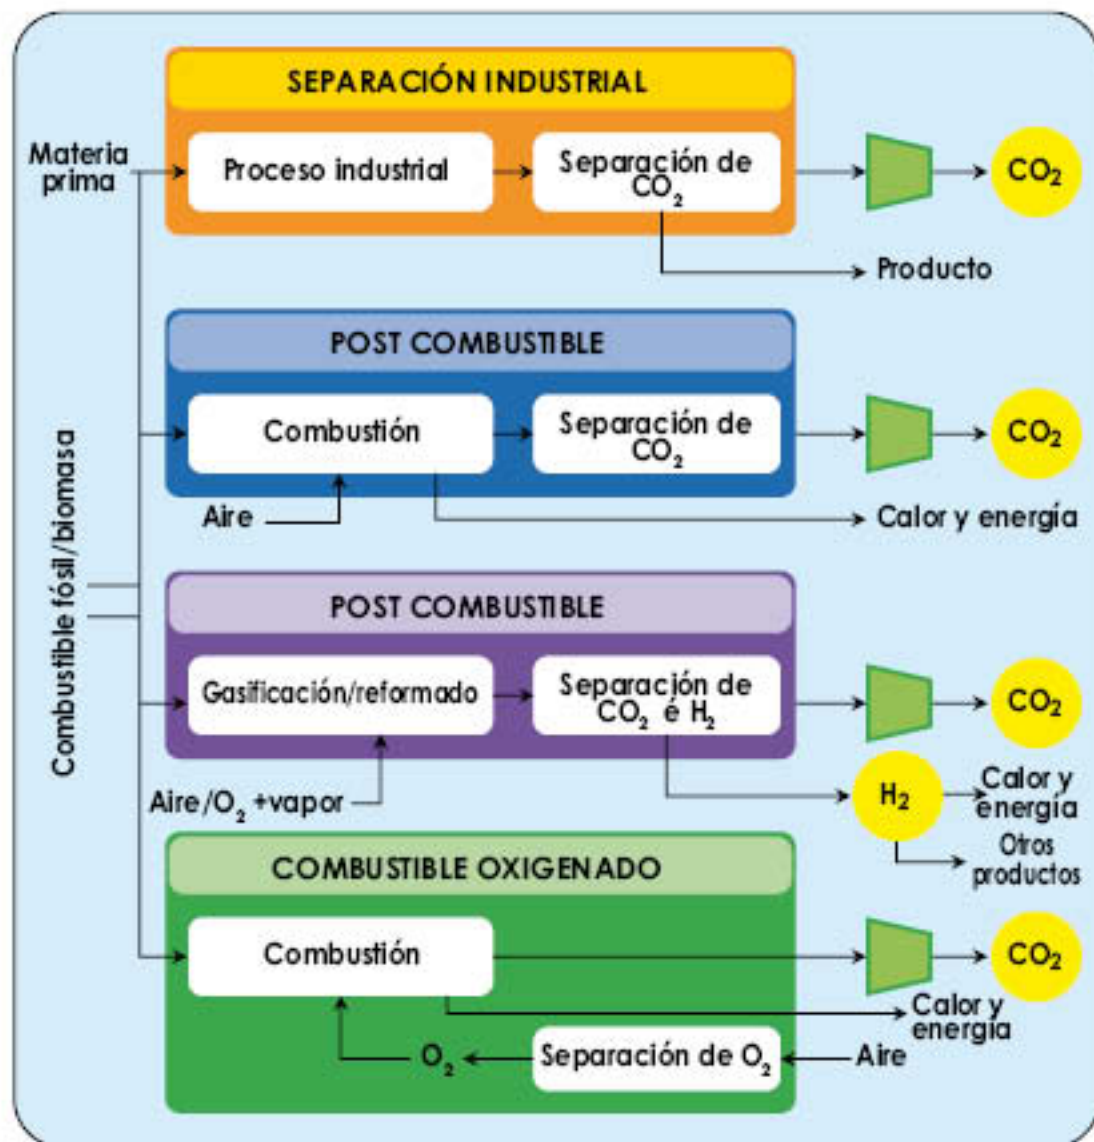 SEPARACIÓN INDUSTRIAL
Materia
prima
Proceso industrial
Separación de
CO₂
CO₂
Producto
POST COMBUSTIBLE
Combustión
Separación de
CO₂
CO₂
Aire
Calor y energía
Combustible fósil/biomasa
POST COMBUSTIBLE
Gasificación/reformado
Separación de
CO₂ é H₂
CO₂
Aire/O₂ +vapor
H₂
Calor y
energía
Otros
productos
COMBUSTIBLE OXIGENADO
Combustión
CO₂
Calor y
energía
O₂
Separación de O₂
Aire